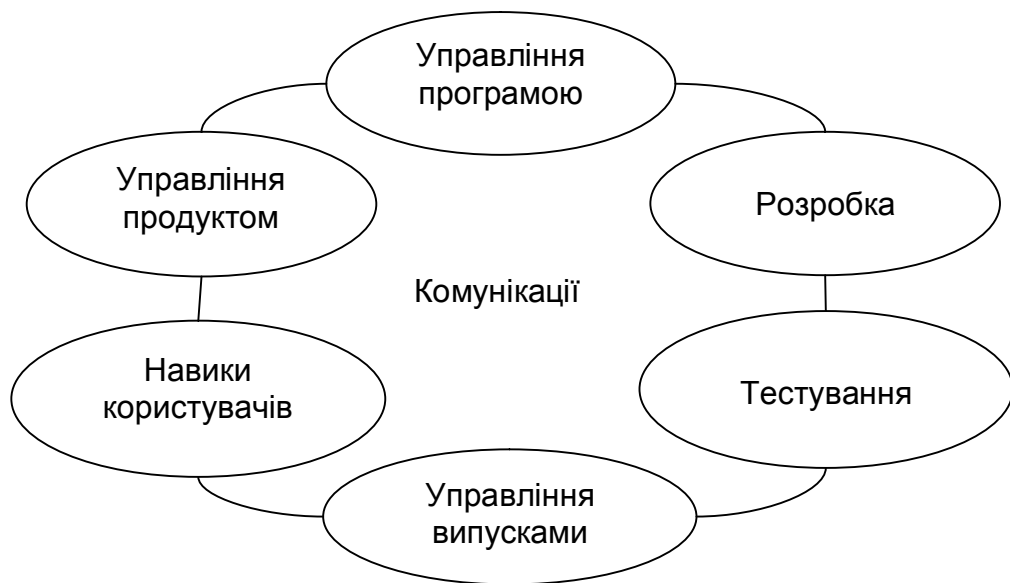 Управління
програмою
Управління
продуктом
Розробка
Комунікації
Навики
користувачів
Тестування
Управління
випусками